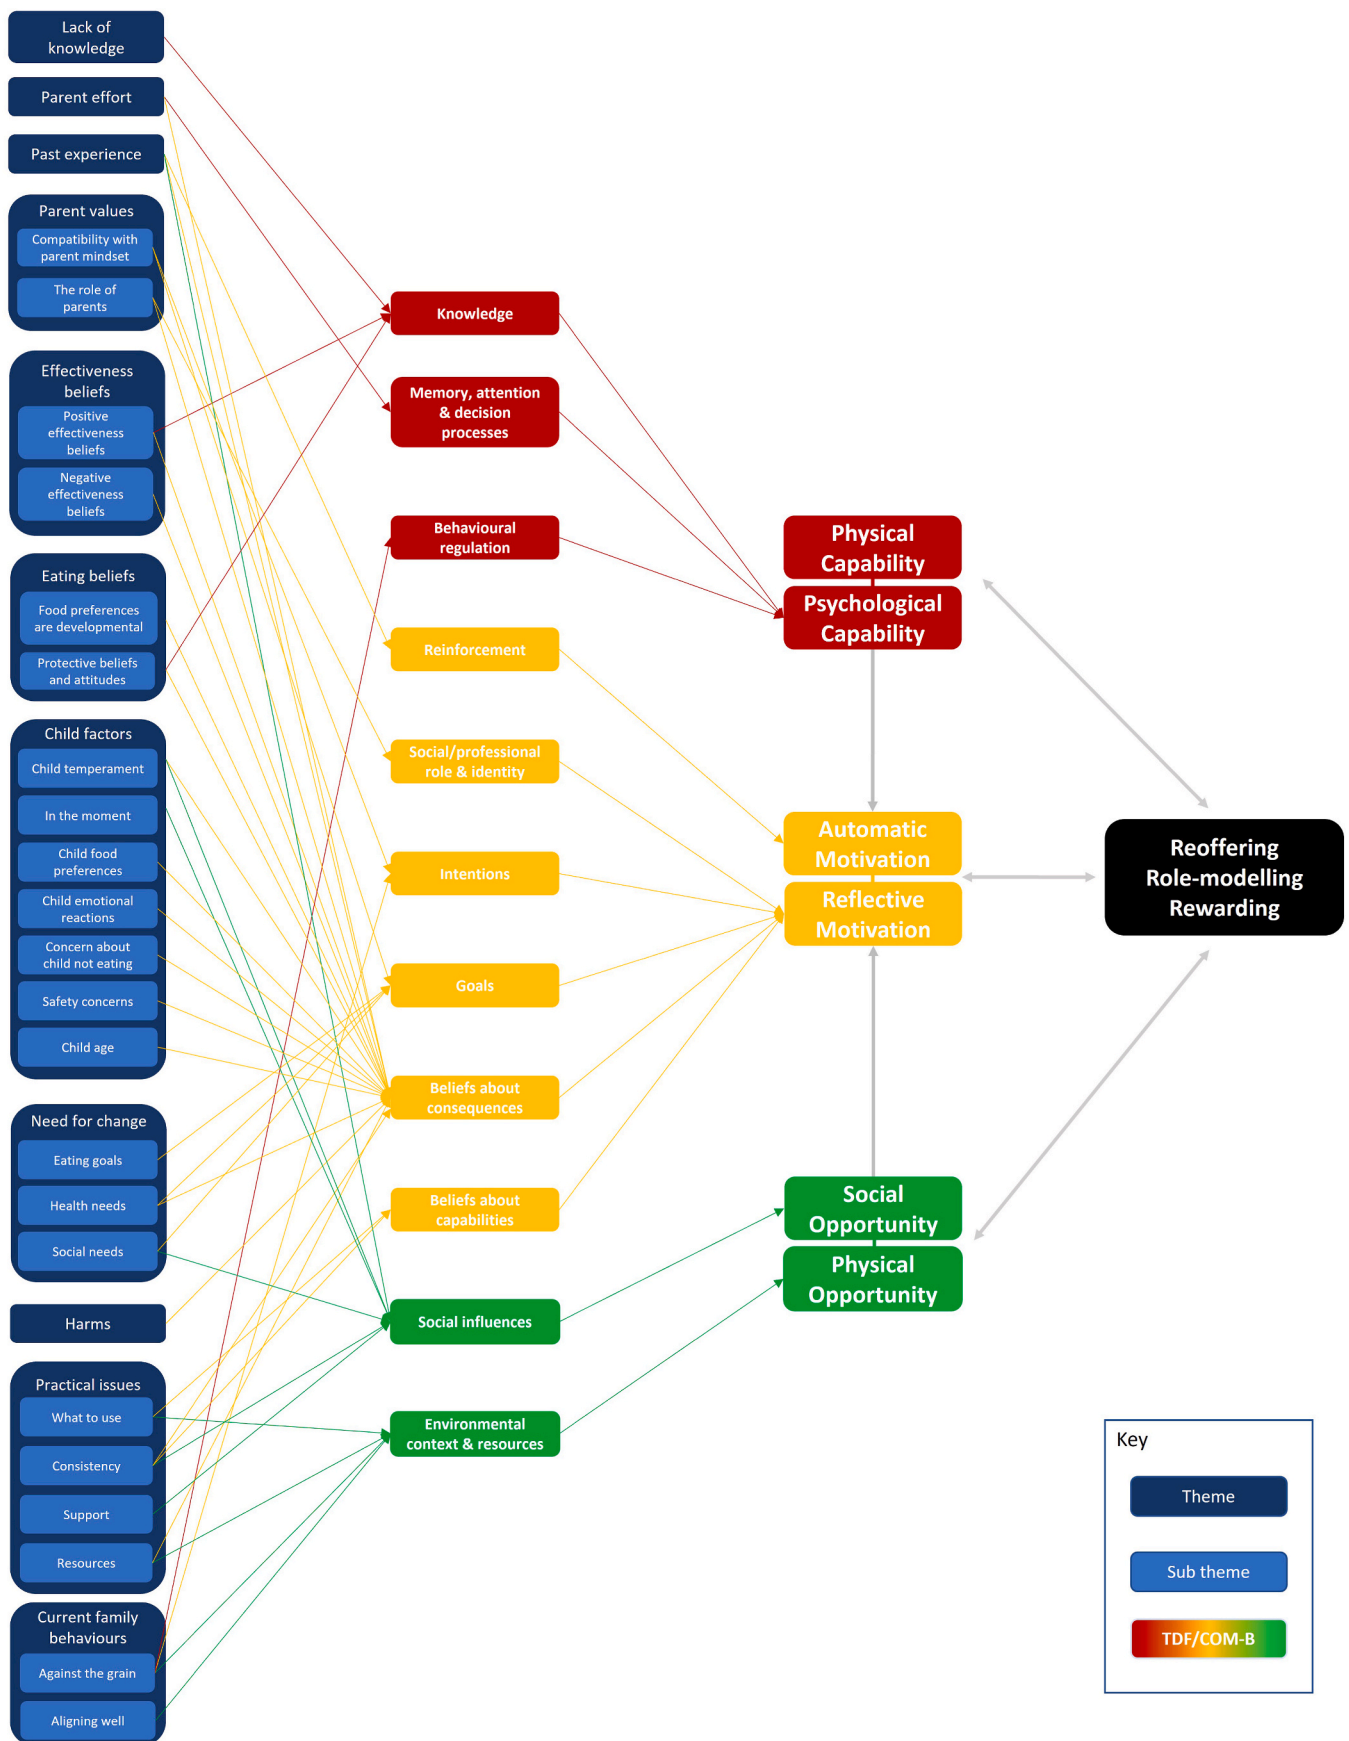 Lack of
knowledge
Parent effort
Past experience
Parent values
Compatibility with
parent mindset
The role of
parents
Effectiveness
beliefs
Positive
effectiveness
beliefs
Negative
effectiveness
beliefs
Eating beliefs
Food preferences
are developmental
Protective beliefs
and attitudes
Child factors
Child temperament
In the moment
Child food
preferences
Child emotional
reactions
Concern about
child not eating
Safety concerns
Child age
Need for change
Eating goals
Health needs
Social needs
Harms
Practical issues
What to use
Consistency
Support
Resources
Current family
behaviours
Against the grain
Aligning well
Knowledge
Memory, attention
& decision
processes
Behavioural
regulation
Reinforcement
Social/professional
role & identity
Intentions
Goals
Beliefs about
consequences
Beliefs about
capabilities
Social influences
Environmental
context & resources
Physical
Capability
Psychological
Capability
Automatic
Motivation
Reflective
Motivation
Social
Opportunity
Physical
Opportunity
Reoffering
Role-modelling
Rewarding
Key
Theme
Sub theme
TDF/COM-B